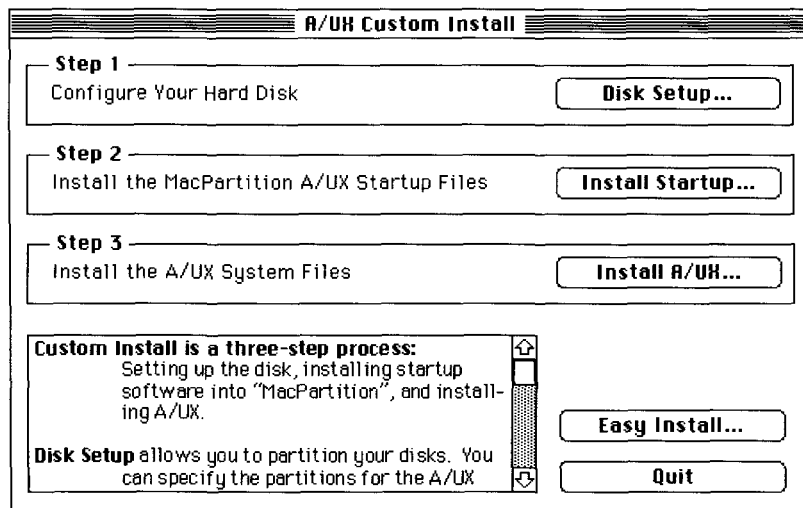 A/UX Custom Install
Step 1
Configure Your Hard Disk
Disk Setup...
Step 2
Install the MacPartition A/UX Startup Files
Install Startup...
Step 3
Install the A/UX System Files
Install A/UX...
Custom Install is a three-step process:
Setting up the disk, installing startup
software into “MacPartition”, and install-
ing A/UX.
Disk Setup allows you to partition your disks. You
can specify the partitions for the A/UX
Easy Install...
Quit